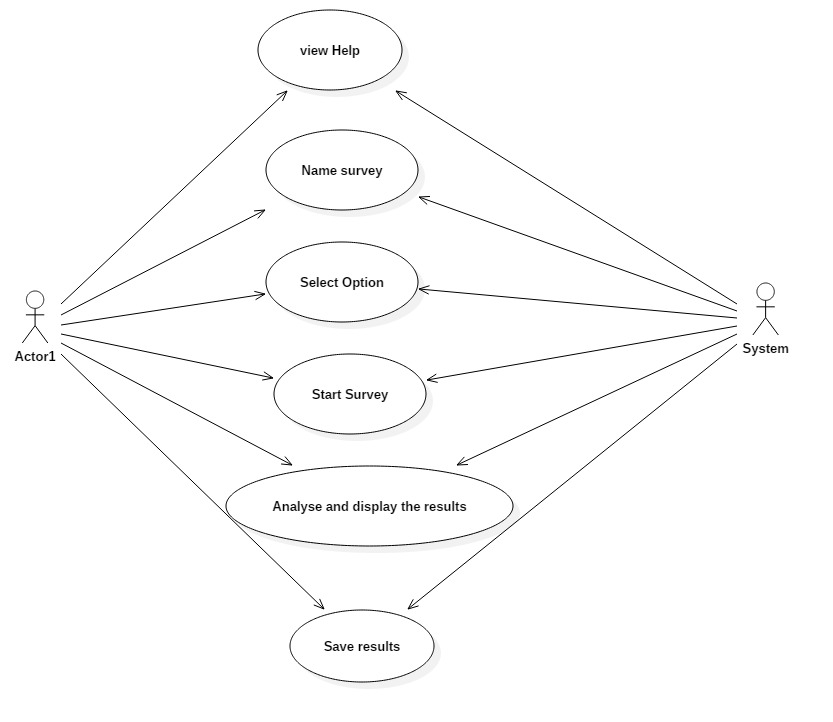 view Help
Name survey
Select Option
Actor1
System
Start Survey
Analyse and display the results
Save results